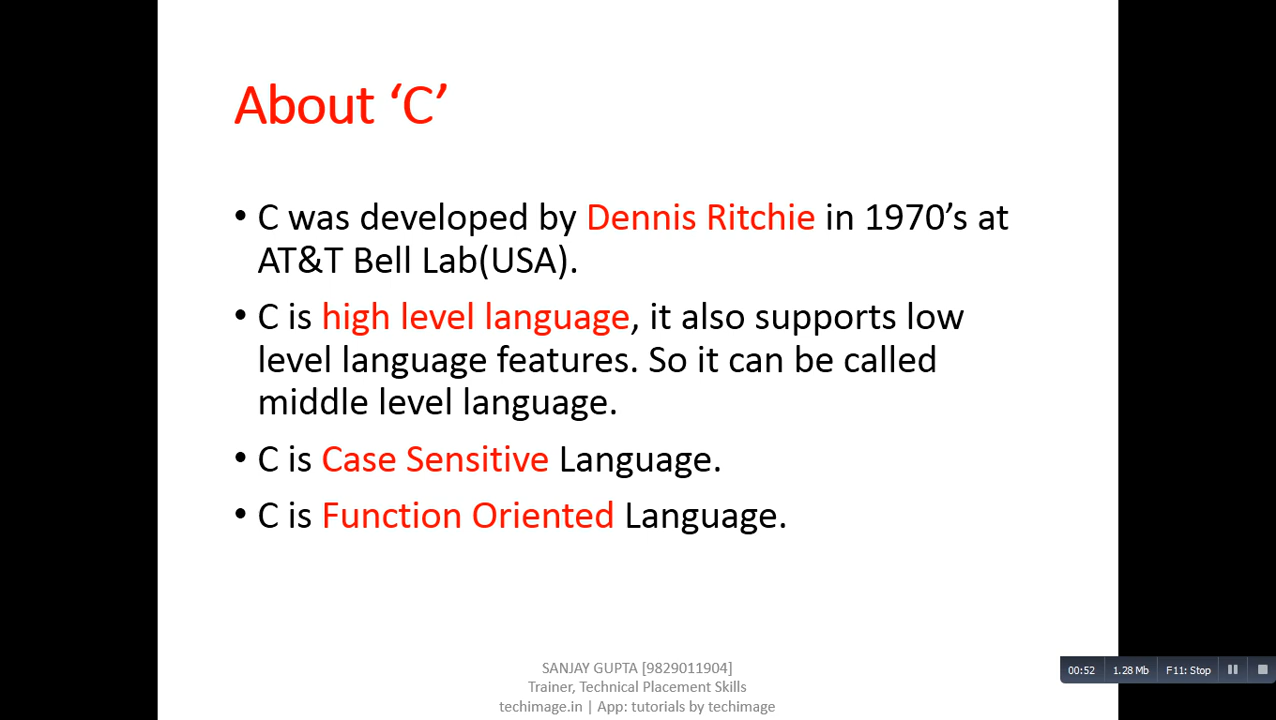 About ‘C’
• C was developed by Dennis Ritchie in 1970’s at
AT&T Bell Lab(USA).
• C is high level language, it also supports low
level language features. So it can be called
middle level language.
• C is Case Sensitive Language.
• C is Function Oriented Language.
SANJAY GUPTA [9829011904]
Trainer, Technical Placement Skills
techimage.in | App: tutorials by techimage
00:52 1.28 Mb F11: Stop